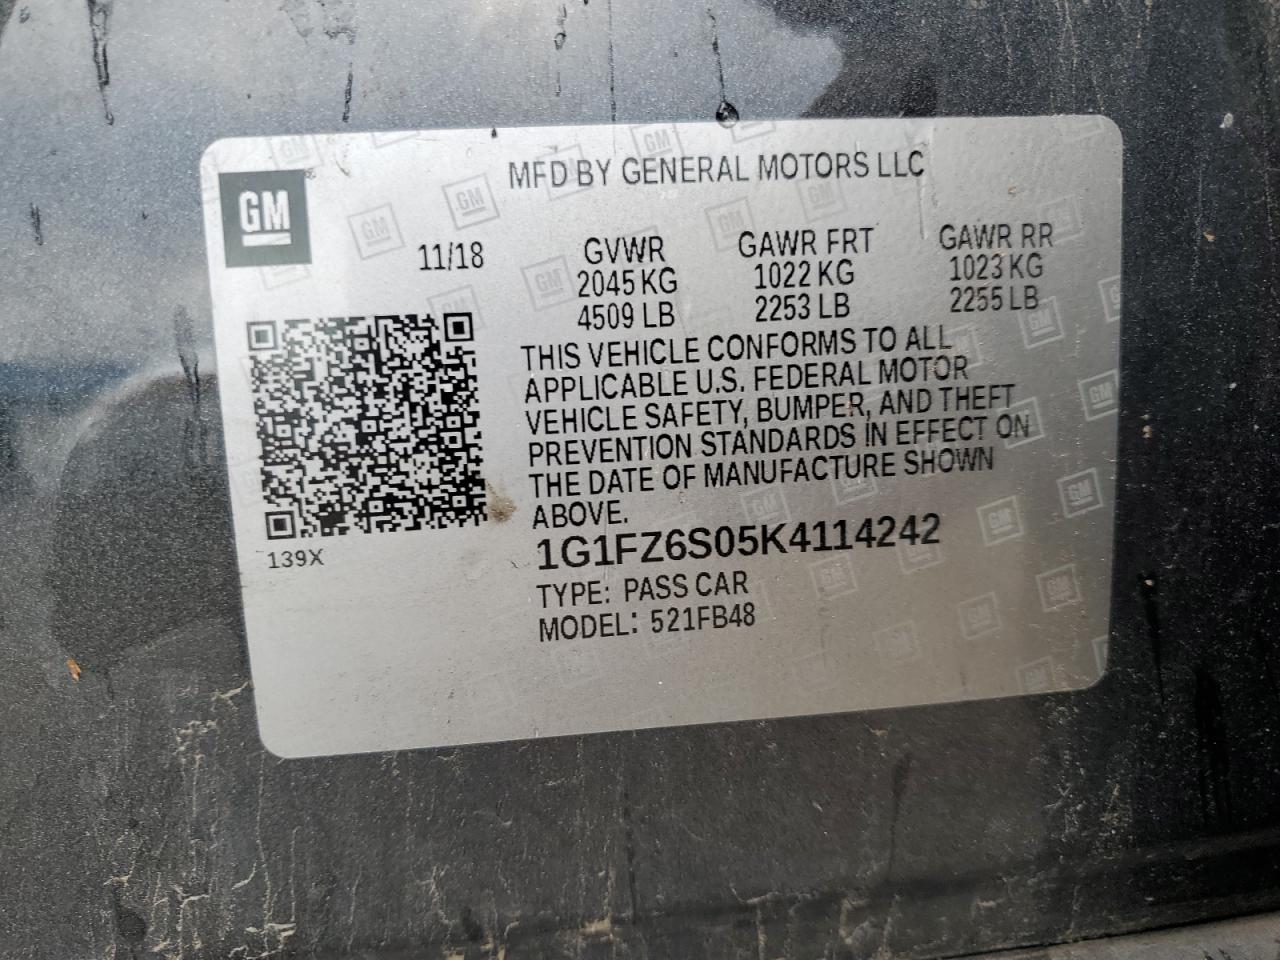 MFD BY GENERAL MOTORS LLC
GM
11/18
GVWR GAWR FRT GAWR RR
2045 KG 1022 KG 1023 KG
4509 LB 2253 LB 2255 LB
THIS VEHICLE CONFORMS TO ALL
APPLICABLE U.S. FEDERAL MOTOR
VEHICLE SAFETY, BUMPER, AND THEFT
PREVENTION STANDARDS IN EFFECT ON
THE DATE OF MANUFACTURE SHOWN
ABOVE.
139X
1G1FZ6S05K4114242
TYPE: PASS CAR
MODEL: 521FB48